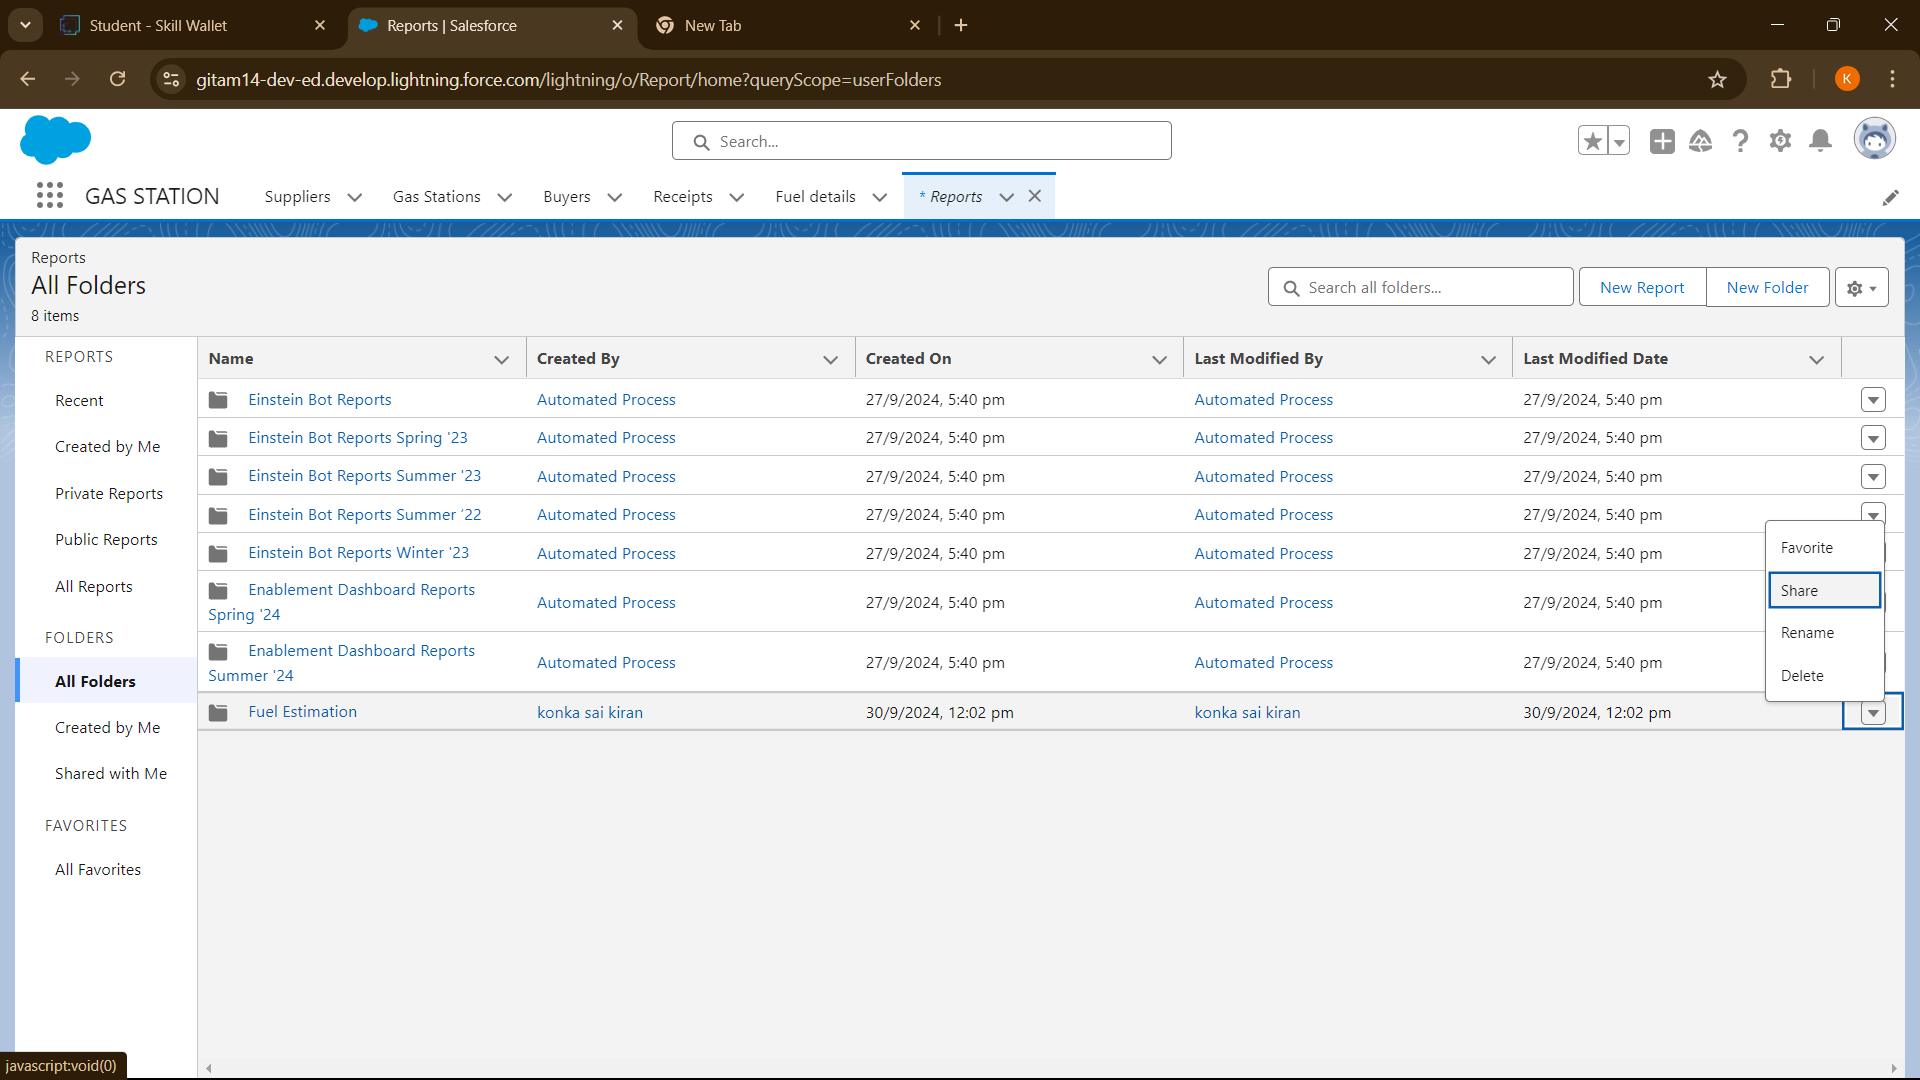 Student - Skill Wallet
Reports | Salesforce
New Tab
gitam14-dev-ed.develop.lightning.force.com/lightning/o/Report/home?queryScope=userFolders
K
Search...
GAS STATION
Suppliers
Gas Stations
Buyers
Receipts
Fuel details
* Reports
Reports
All Folders
8 items
Search all folders...
New Report
New Folder
REPORTS
Recent
Created by Me
Private Reports
Public Reports
All Reports
FOLDERS
All Folders
Created by Me
Shared with Me
FAVORITES
All Favorites
Name Created By Created On Last Modified By Last Modified Date
Einstein Bot Reports Automated Process 27/9/2024, 5:40 pm Automated Process 27/9/2024, 5:40 pm
Einstein Bot Reports Spring '23 Automated Process 27/9/2024, 5:40 pm Automated Process 27/9/2024, 5:40 pm
Einstein Bot Reports Summer '23 Automated Process 27/9/2024, 5:40 pm Automated Process 27/9/2024, 5:40 pm
Einstein Bot Reports Summer ‘22 Automated Process 27/9/2024, 5:40 pm Automated Process 27/9/2024, 5:40 pm
Einstein Bot Reports Winter '23 Automated Process 27/9/2024, 5:40 pm Automated Process 27/9/2024, 5:40 pm
Enablement Dashboard Reports
Spring '24 Automated Process 27/9/2024, 5:40 pm Automated Process 27/9/2024, 5:40 pm
Enablement Dashboard Reports
Summer '24 Automated Process 27/9/2024, 5:40 pm Automated Process 27/9/2024, 5:40 pm
Fuel Estimation konka sai kiran 30/9/2024, 12:02 pm konka sai kiran 30/9/2024, 12:02 pm
Favorite
Share
Rename
Delete
javascript:void(0)